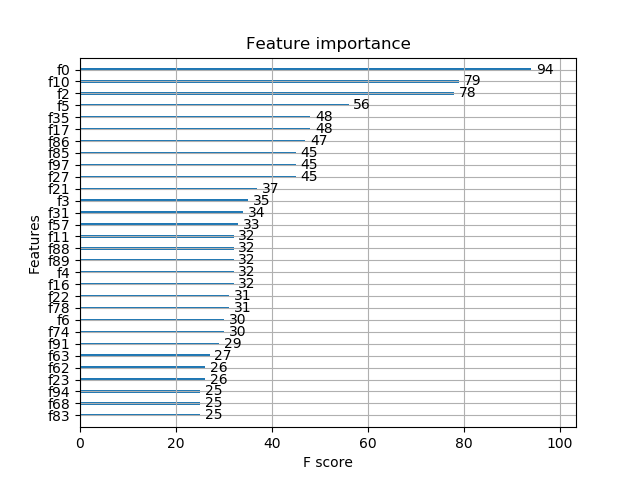 Feature importance
f0 94
f10 79
f2 78
f5 56
f35 48
f17 48
f86 47
f85 45
f97 45
f27 45
f21 37
f3 35
f31 34
f57 33
f11 32
f88 32
f89 32
f4 32
f16 32
f22 31
f78 31
f6 30
f74 30
f91 29
f63 27
f62 26
f23 26
f94 25
f68 25
f83 25
0 20 40 60 80 100
F score
Features